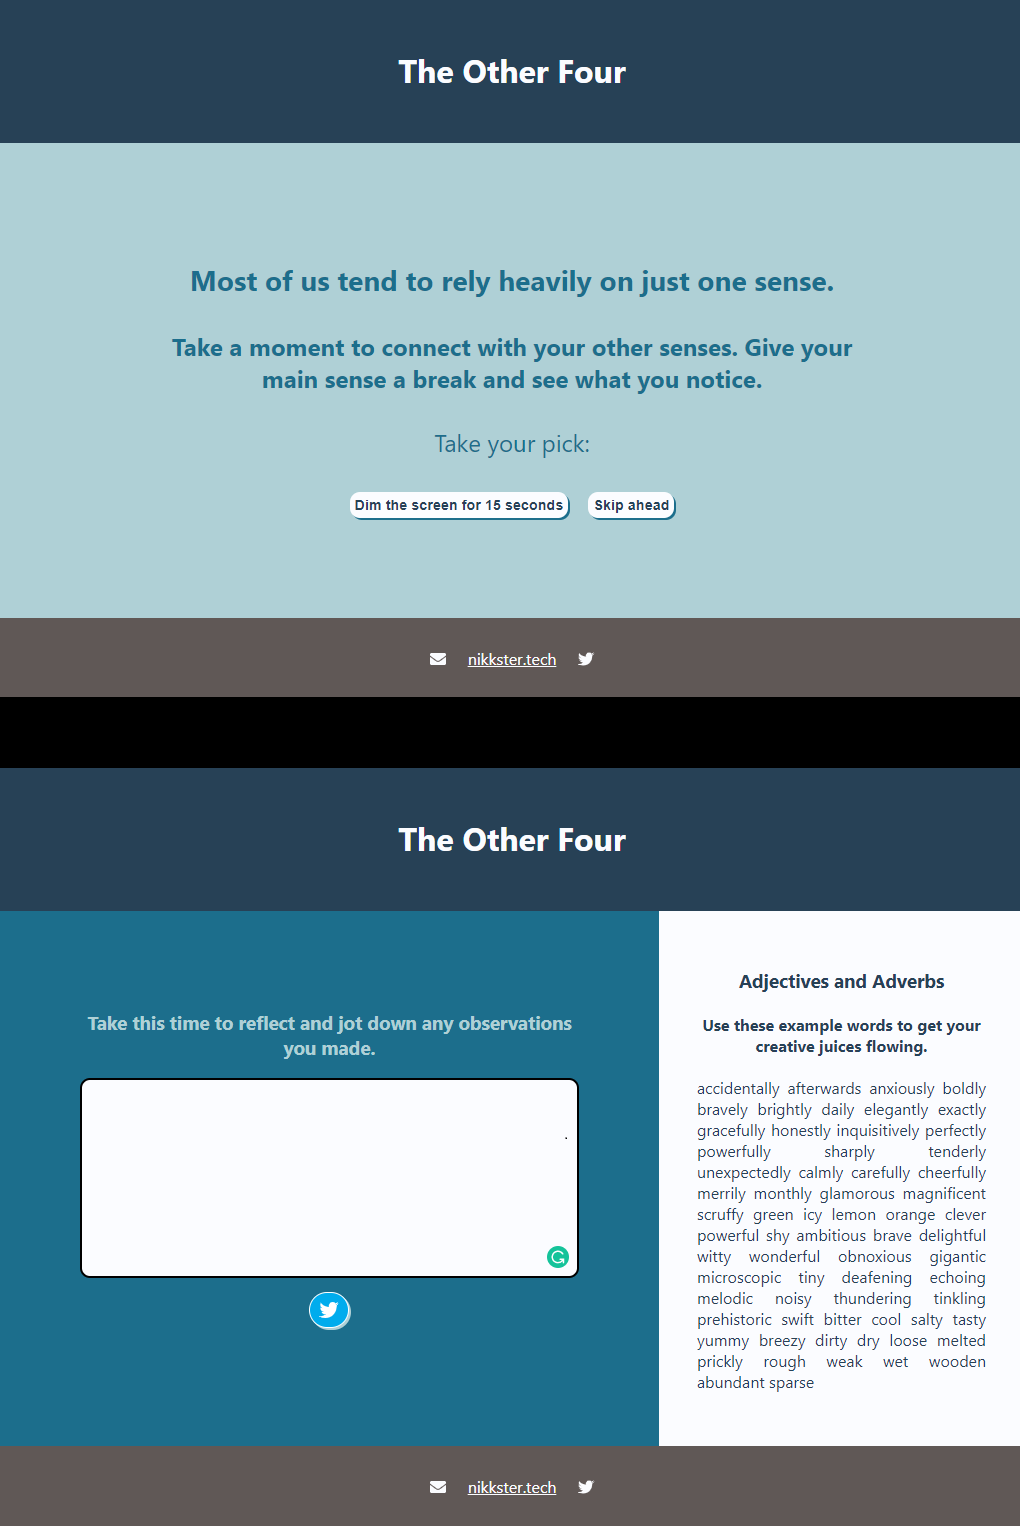 The Other Four
Most of us tend to rely heavily on just one sense.
Take a moment to connect with your other senses. Give your
main sense a break and see what you notice.
Take your pick:
Dim the screen for 15 seconds Skip ahead
nikkster.tech
The Other Four
Take this time to reflect and jot down any observations
you made.
.
Adjectives and Adverbs
Use these example words to get your
creative juices flowing.
accidentally afterwards anxiously boldly
bravely brightly daily elegantly exactly
gracefully honestly inquisitively perfectly
powerfully sharply tenderly
unexpectedly calmly carefully cheerfully
merrily monthly glamorous magnificent
scruffy green icy lemon orange clever
powerful shy ambitious brave delightful
witty wonderful obnoxious gigantic
microscopic tiny deafening echoing
melodic noisy thundering tinkling
prehistoric swift bitter cool salty tasty
yummy breezy dirty dry loose melted
prickly rough weak wet wooden
abundant sparse
nikkster.tech